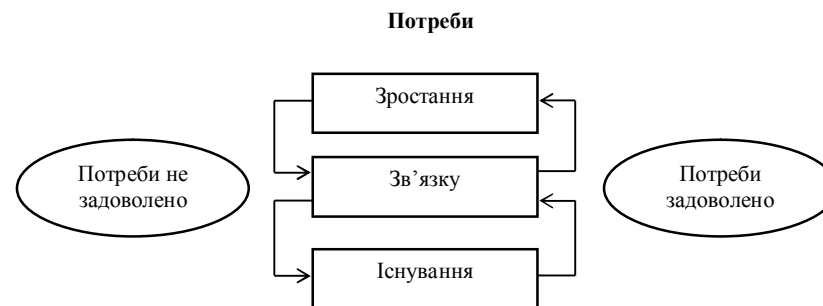 Потреби
Зростання
Потреби не
задоволено
Зв’язку
Потреби
задоволено
Існування